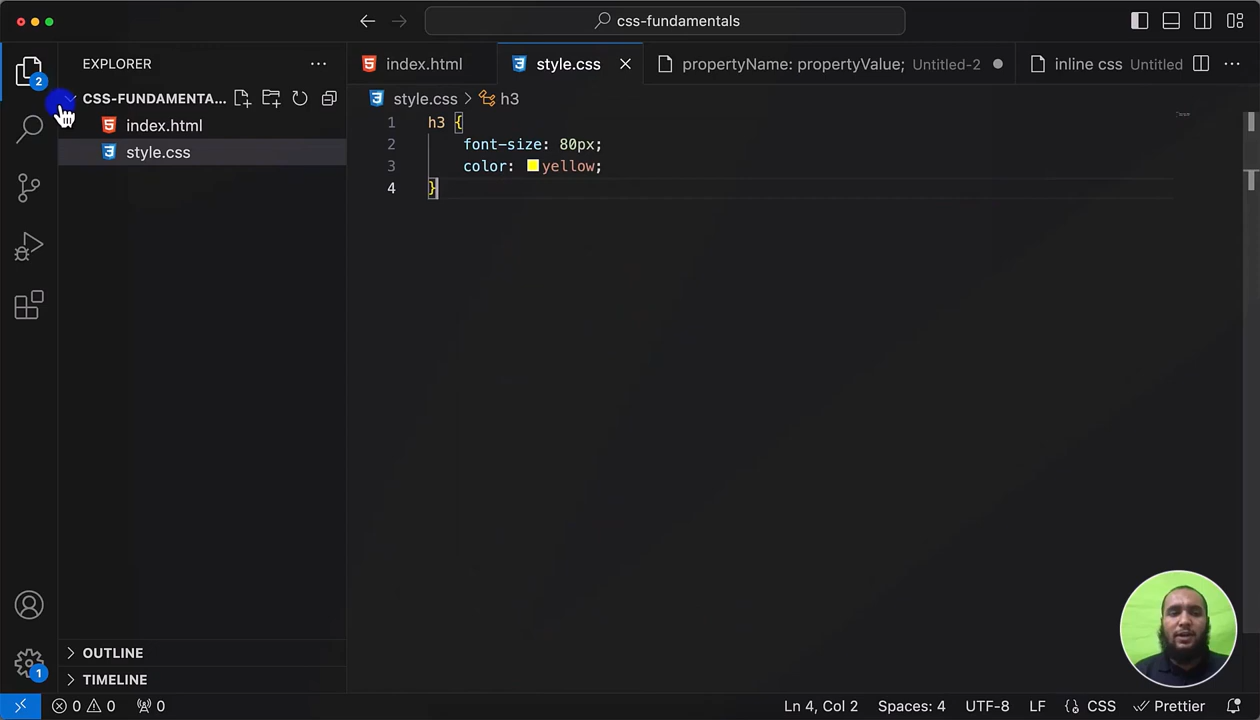 css-fundamentals
EXPLORER
index.html
style.css
propertyName: propertyValue; Untitled-2
inline css Untitled
2
CSS-FUNDAMENTA...
style.css > h3
index.html
style.css
1 h3 {
2 font-size: 80px;
3 color: yellow;
4 }
OUTLINE
TIMELINE
1
0 0 0
Ln 4, Col 2 Spaces: 4 UTF-8 LF {} CSS Prettier